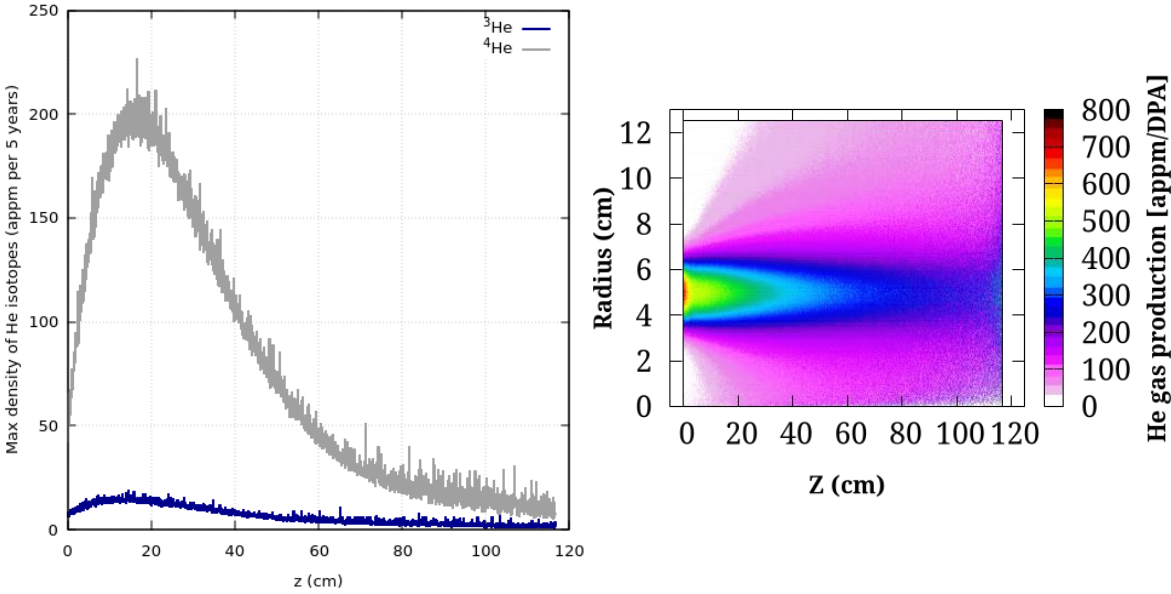 250
200
150
100
50
0
0 20 40 60 80 100 120
z (cm)
Max density of He isotopes (appm per 5 years)
³He
⁴He
12
10
8
6
4
2
0
0 20 40 60 80 100 120
Z (cm)
Radius (cm)
800
700
600
500
400
300
200
100
0
He gas production [appm/DPA]